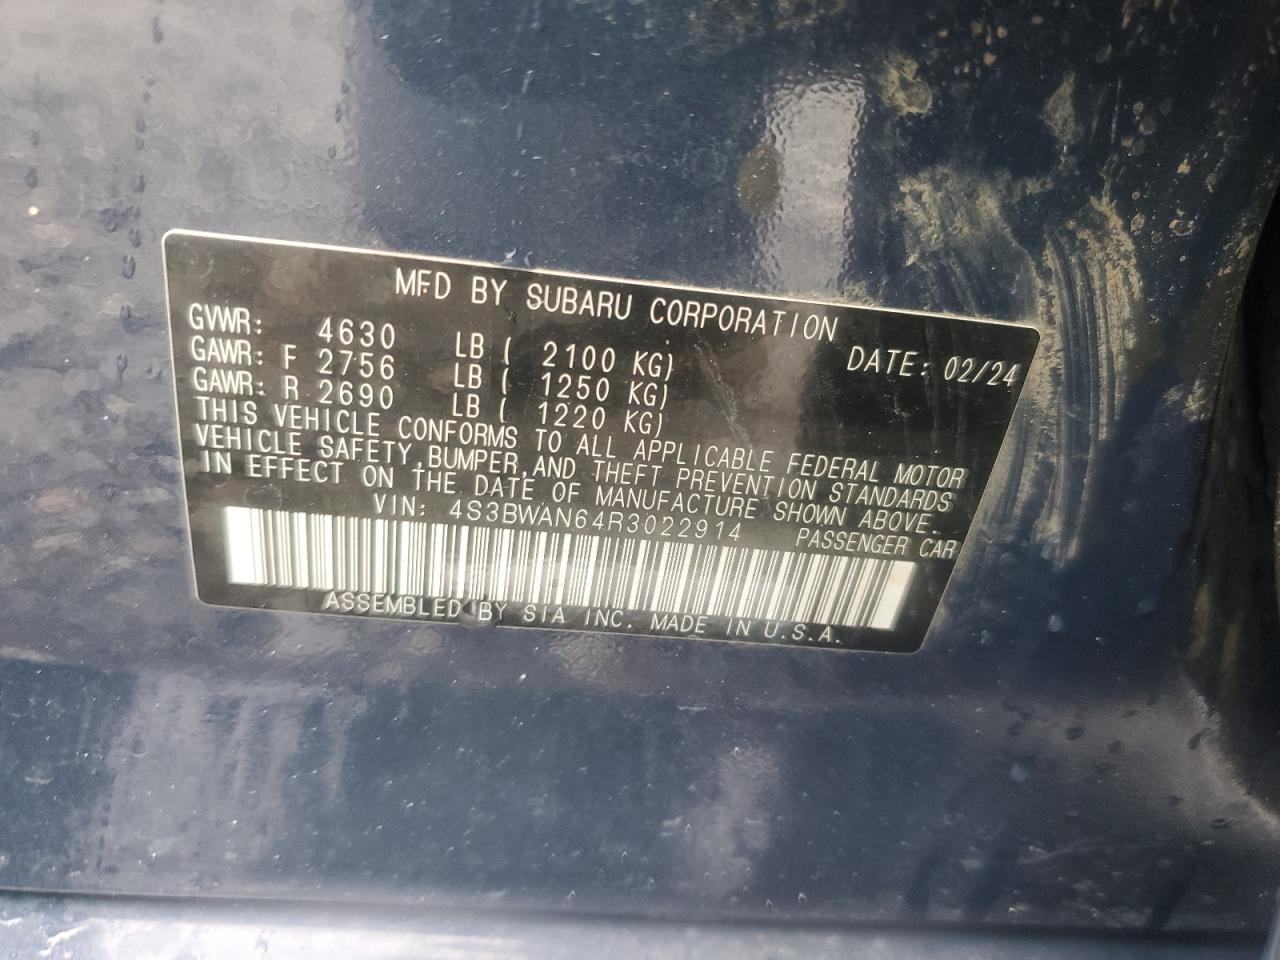 MFD BY SUBARU CORPORATION
GVWR: 4630 LB ( 2100 KG) DATE: 02/24
GAWR: F 2756 LB ( 1250 KG)
GAWR: R 2690 LB ( 1220 KG)
THIS VEHICLE CONFORMS TO ALL APPLICABLE FEDERAL MOTOR
VEHICLE SAFETY, BUMPER, AND THEFT PREVENTION STANDARDS
IN EFFECT ON THE DATE OF MANUFACTURE SHOWN ABOVE.
VIN: 4S3BWAN64R3022914 PASSENGER CAR
ASSEMBLED BY SIA INC. MADE IN U.S.A.